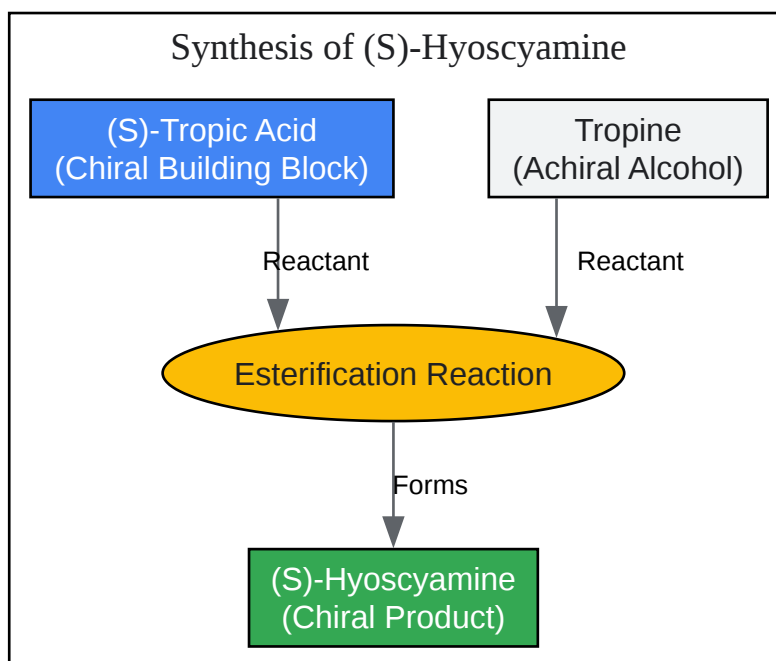 Synthesis of (S)-Hyoscyamine
(S)-Tropic Acid
(Chiral Building Block)
Tropine
(Achiral Alcohol)
Reactant
Reactant
Esterification Reaction
Forms
(S)-Hyoscyamine
(Chiral Product)